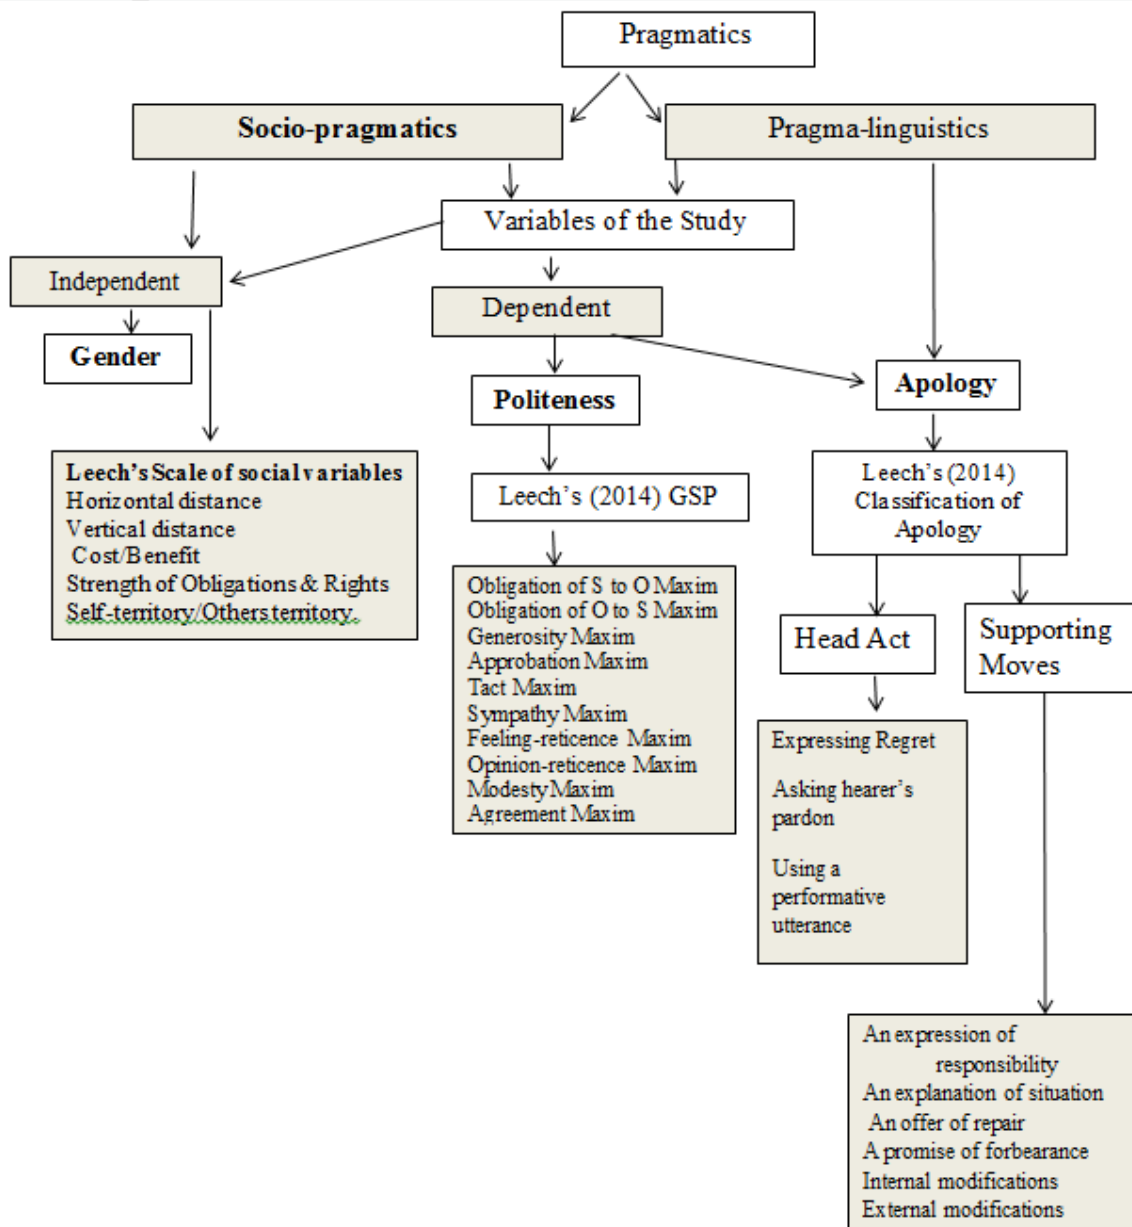 Pragmatics
Socio-pragmatics
Pragma-linguistics
Variables of the Study
Independent
Dependent
Gender
Politeness
Apology
Leech's Scale of social variables
Horizontal distance
Vertical distance
Cost/Benefit
Strength of Obligations & Rights
Self-territory/Others territory.
Leech's (2014) GSP
Leech's (2014)
Classification of
Apology
Obligation of S to O Maxim
Obligation of O to S Maxim
Generosity Maxim
Approbation Maxim
Tact Maxim
Sympathy Maxim
Feeling-reticence Maxim
Opinion-reticence Maxim
Modesty Maxim
Agreement Maxim
Head Act
Supporting
Moves
Expressing Regret
Asking hearer's
pardon
Using a
performative
utterance
An expression of
responsibility
An explanation of situation
An offer of repair
A promise of forbearance
Internal modifications
External modifications